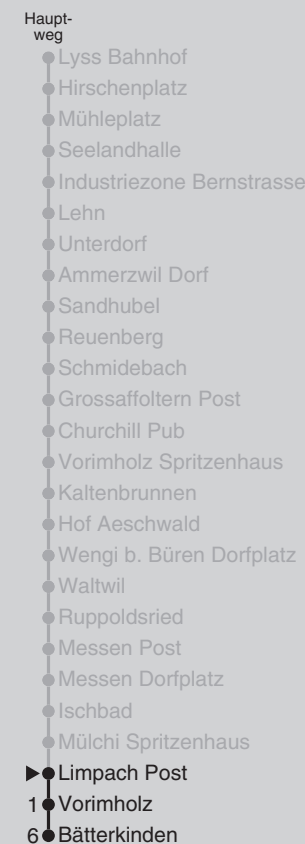 Haupt-
weg
Lyss Bahnhof
Hirschenplatz
Mühleplatz
Seelandhalle
Industriezone Bernstrasse
Lehn
Unterdorf
Ammerzwil Dorf
Sandhubel
Reuenberg
Schmidebach
Grossaffoltern Post
Churchill Pub
Vorimholz Spritzenhaus
Kaltenbrunnen
Hof Aeschwald
Wengi b. Büren Dorfplatz
Waltwil
Ruppoldsried
Messen Post
Messen Dorfplatz
Ischbad
Mülchi Spritzenhaus
Limpach Post
1 Vorimholz
6 Bätterkinden